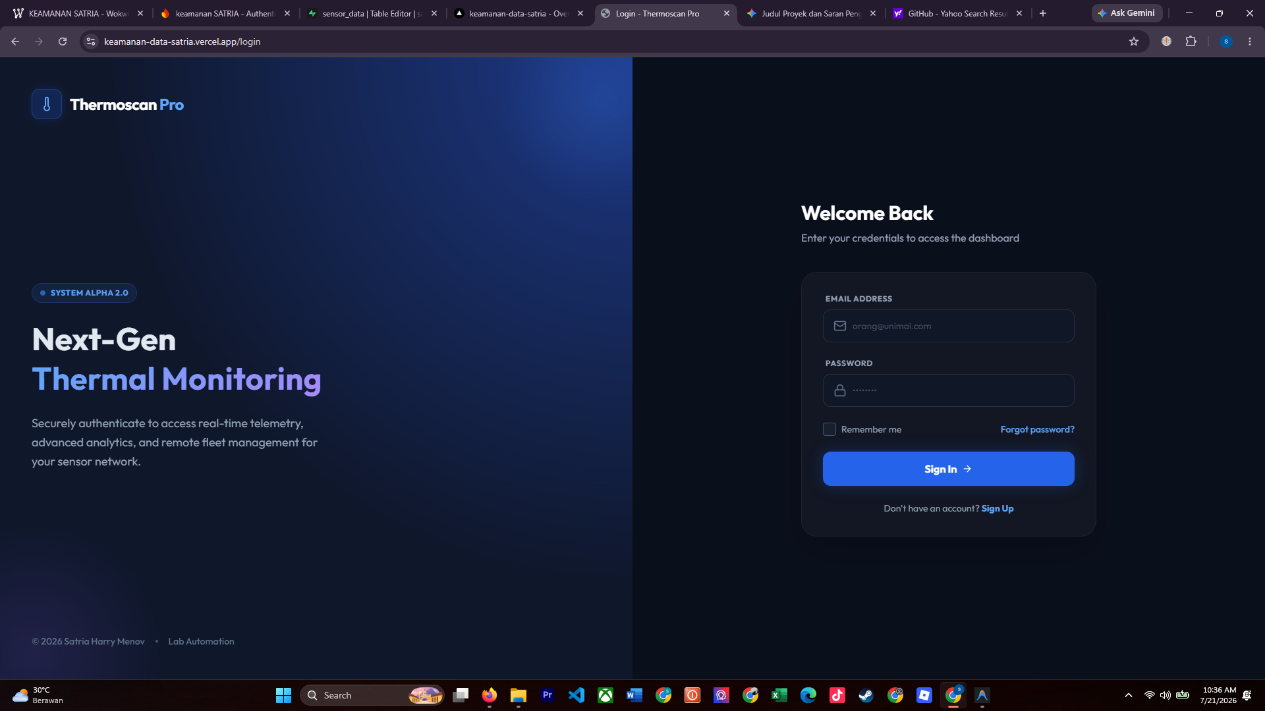 KEAMANAN SATRIA - Wokw
keamanan SATRIA - Authent
sensor_data | Table Editor | s
keamanan-data-satria - Ove
Login - Thermoscan Pro
Judul Proyek dan Saran Pen
GitHub - Yahoo Search Resu
Ask Gemini
keamanan-data-satria.vercel.app/login
Thermoscan Pro
SYSTEM ALPHA 2.0
Next-Gen
Thermal Monitoring
Securely authenticate to access real-time telemetry,
advanced analytics, and remote fleet management for
your sensor network.
© 2026 Satria Harry Menov • Lab Automation
Welcome Back
Enter your credentials to access the dashboard
EMAIL ADDRESS
orang@unimal.com
PASSWORD
Remember me
Forgot password?
Sign In →
Don't have an account? Sign Up
30°C
Berawan
Search
10:36 AM
7/21/2026